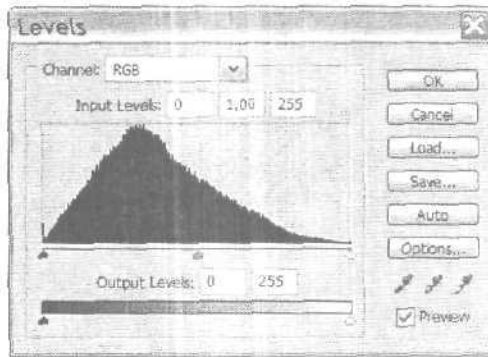 Levels
Channel: RGB
OK
Input Levels: 0 1,00 255
Cancel
Load...
Save...
Auto
Options...
Output Levels: 0 255
Preview